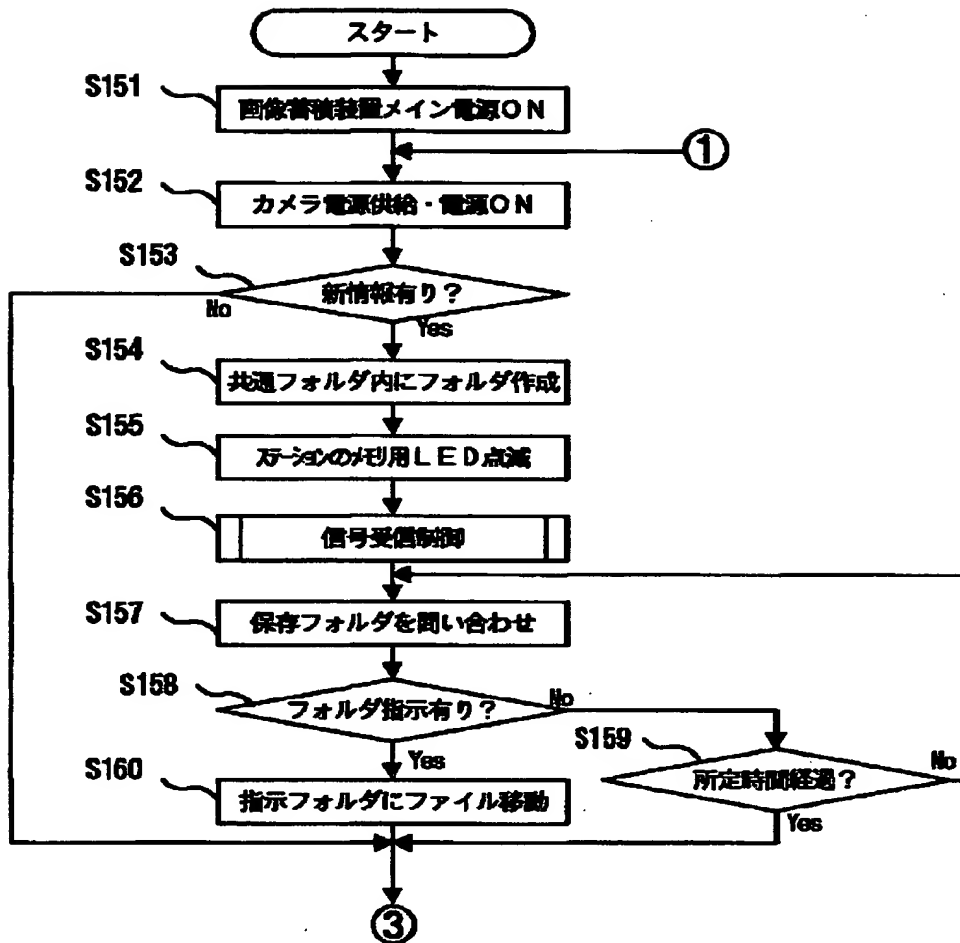 スタート
S151
画像蓄積装置メイン電源ON
①
S152
カメラ電源供給・電源ON
S153
新情報有り?
No
Yes
S154
共通フォルダ内にフォルダ作成
S155
ステーションのメモリ用LED点滅
S156
信号受信制御
S157
保存フォルダを問い合わせ
S158
フォルダ指示有り?
No
Yes
S159
所定時間経過?
No
Yes
S160
指示フォルダにファイル移動
③